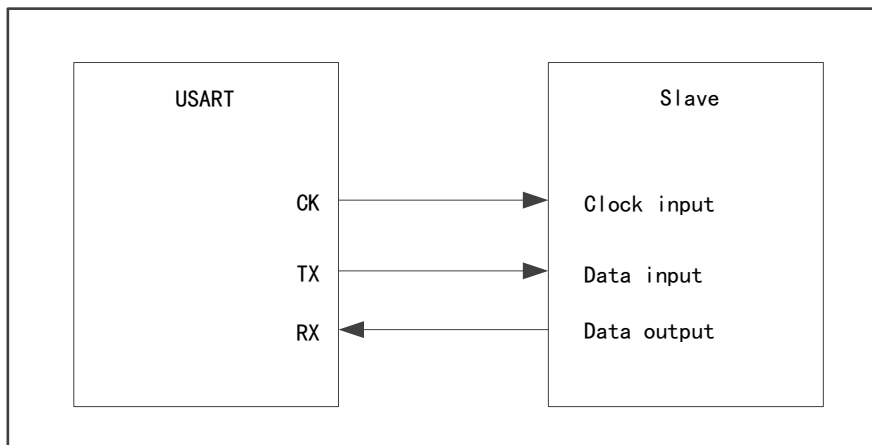 USART
Slave
CK
Clock input
TX
Data input
RX
Data output